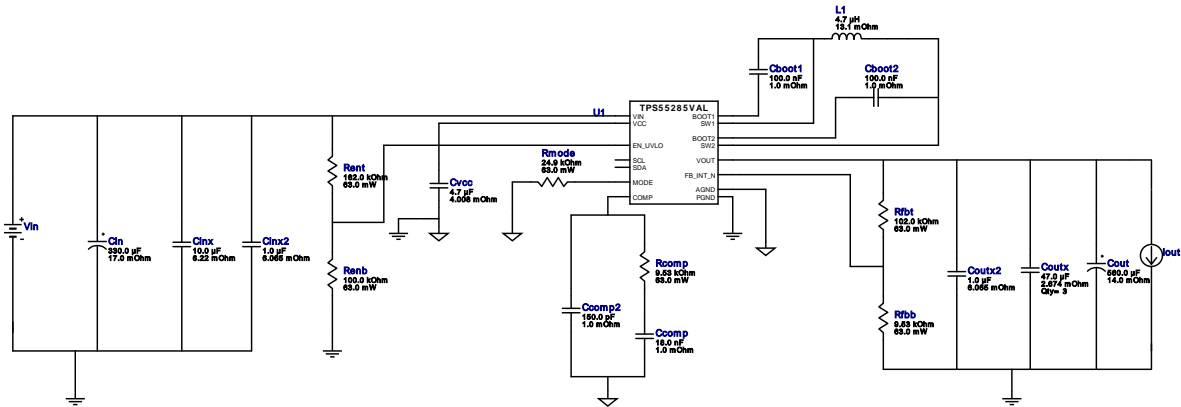 L1
4.7 µH
13.1 mOhm
Cboot1
100.0 nF
1.0 mOhm
Cboot2
100.0 nF
1.0 mOhm
U1
TPS55285VAL
VIN
VCC
EN_UVLO
SCL
SDA
MODE
COMP
BOOT1
SW1
BOOT2
SW2
VOUT
FB_INT_N
AGND
PGND
Rmode
24.9 kOhm
63.0 mW
Rent
162.0 kOhm
63.0 mW
Cvcc
4.7 µF
4.008 mOhm
Vin
+
-
Cin
+
330.0 µF
17.0 mOhm
Cinx
10.0 µF
6.22 mOhm
Cinx2
1.0 µF
6.065 mOhm
Renb
100.0 kOhm
63.0 mW
Rcomp
9.53 kOhm
63.0 mW
Ccomp2
150.0 pF
1.0 mOhm
Ccomp
18.0 nF
1.0 mOhm
Rfbt
102.0 kOhm
63.0 mW
Rfbb
9.53 kOhm
63.0 mW
Coutx2
1.0 µF
6.065 mOhm
Coutx
47.0 µF
2.674 mOhm
Qty= 3
Cout
+
560.0 µF
14.0 mOhm
Iout